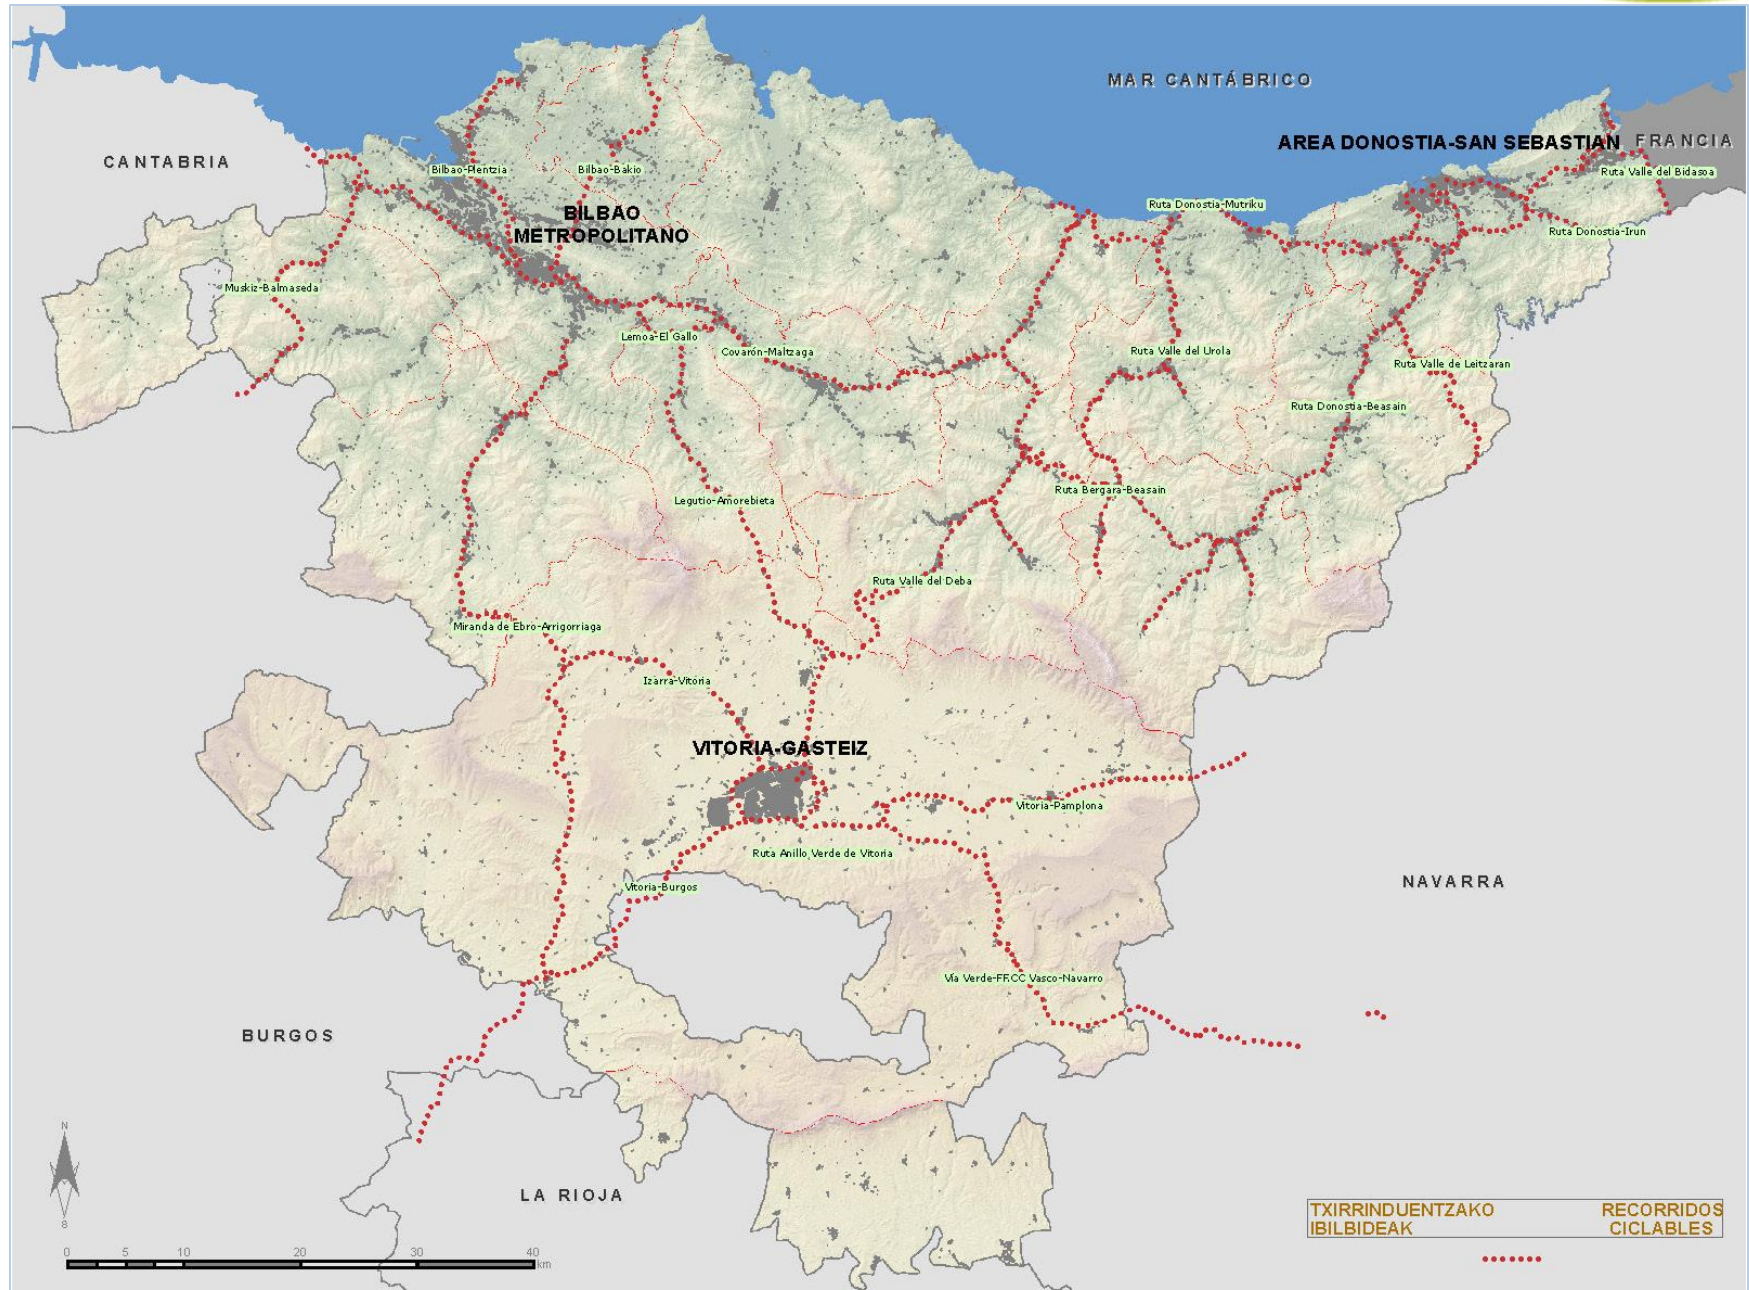 MAR CANTÁBRICO
AREA DONOSTIA-SAN SEBASTIAN
FRANCIA
CANTABRIA
Bilbao-Plentzia
Bilbao-Bakio
Ruta Valle del Bidasoa
BILBAO
METROPOLITANO
Ruta Donostia-Mutriku
Ruta Donostia-Irun
Muskiz-Balmaseda
Lemoa-El Gallo
Covarón-Maltzaga
Ruta Valle del Urola
Ruta Valle de Leitzaran
Ruta Donostia-Beasain
Legutio-Amorebieta
Ruta Bergara-Beasain
Ruta Valle del Deba
Miranda de Ebro-Arrigorriaga
Izarra-Vitoria
VITORIA-GASTEIZ
Vitoria-Pamplona
Ruta Anillo Verde de Vitoria
Vitoria-Burgos
NAVARRA
Vía Verde-FF.CC Vasco-Navarro
BURGOS
LA RIOJA
N
S
0 5 10 20 30 40
km
TXIRRINDUENTZAKO
IBILBIDEAK
RECORRIDOS
CICLABLES